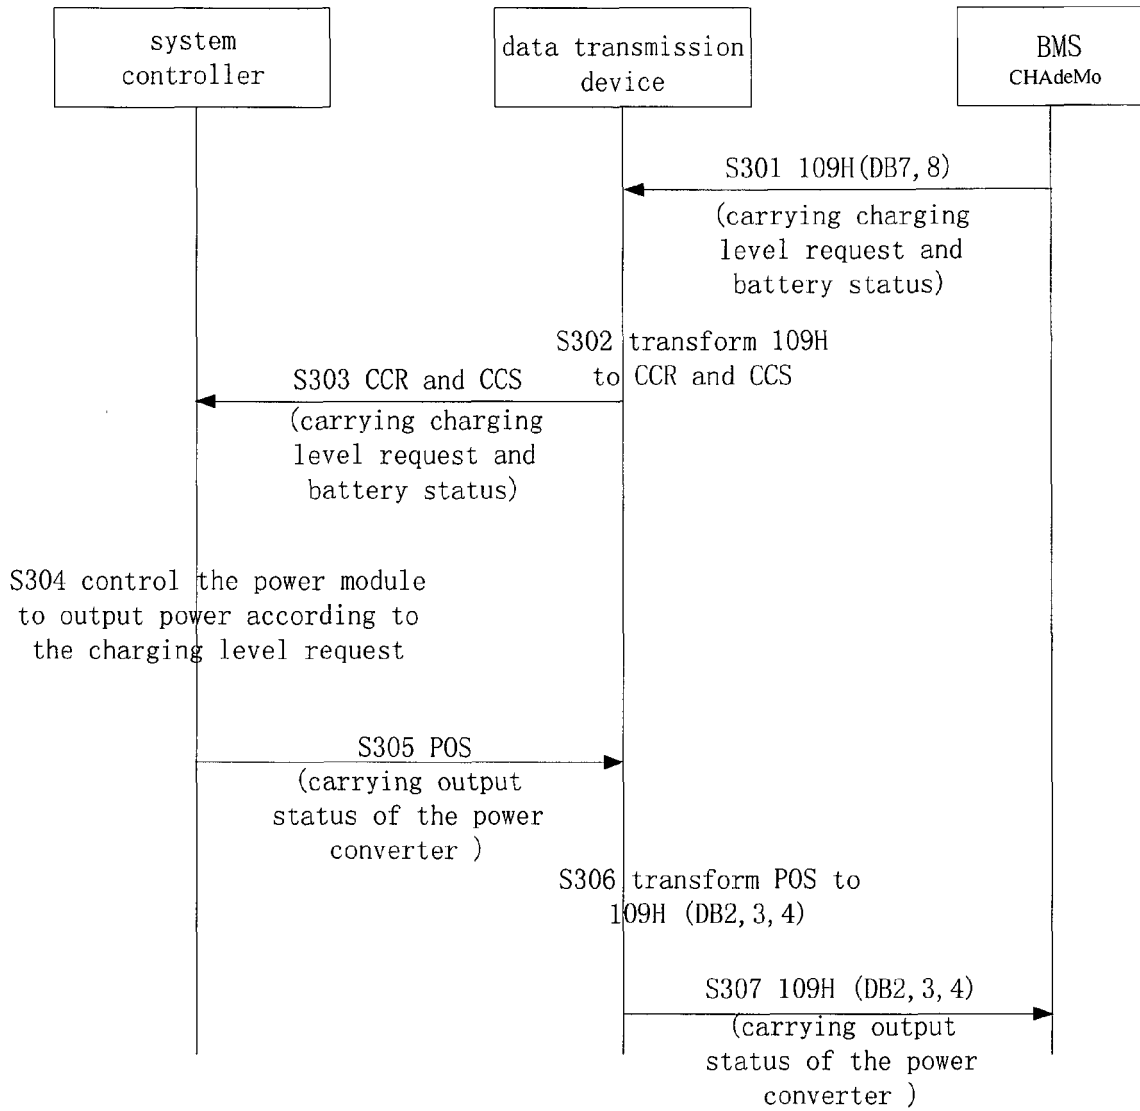 system
controller
data transmission
device
BMS
CHAdeMo
S301 109H(DB7, 8)
(carrying charging
level request and
battery status)
S302 transform 109H
to CCR and CCS
S303 CCR and CCS
(carrying charging
level request and
battery status)
S304 control the power module
to output power according to
the charging level request
S305 POS
(carrying output
status of the power
converter )
S306 transform POS to
109H (DB2, 3, 4)
S307 109H (DB2, 3, 4)
(carrying output
status of the power
converter )